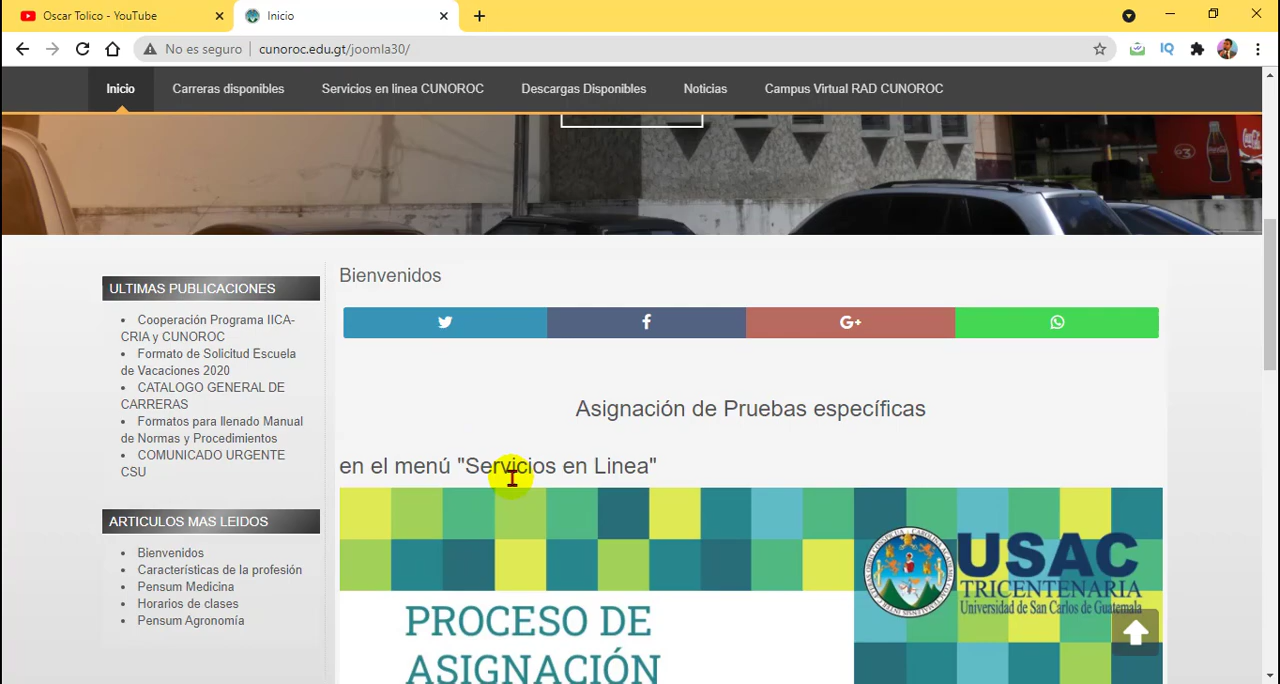 Oscar Tolico - YouTube
Inicio
No es seguro
cunoroc.edu.gt/joomla30/
IQ
Inicio
Carreras disponibles
Servicios en linea CUNOROC
Descargas Disponibles
Noticias
Campus Virtual RAD CUNOROC
Bienvenidos
ULTIMAS PUBLICACIONES
Cooperación Programa IICA-
CRIA y CUNOROC
Formato de Solicitud Escuela
de Vacaciones 2020
CATALOGO GENERAL DE
CARRERAS
Formatos para llenado Manual
de Normas y Procedimientos
COMUNICADO URGENTE
CSU
ARTICULOS MAS LEIDOS
Bienvenidos
Características de la profesión
Pensum Medicina
Horarios de clases
Pensum Agronomía
G+
Asignación de Pruebas específicas
en el menú "Servicios en Linea"
PROCESO DE
ASIGNACIÓN
USAC
TRICENTENARIA
Universidad de San Carlos de Guatemala